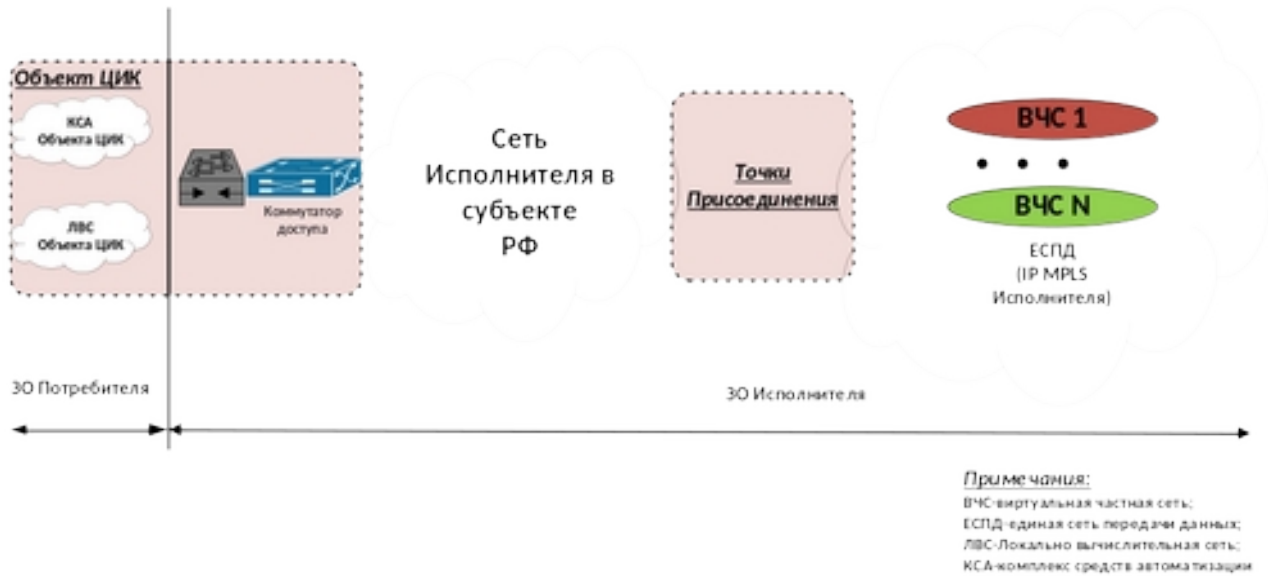 Объект ЦИК
КСА
Объекта ЦИК
ЛВС
Объекта ЦИК
Коммутатор
доступа
Сеть
Исполнителя в
субъекте
РФ
Точки
Присоединения
ВЧС 1
ВЧС N
ЕСПД
(IP MPLS
Исполнителя)
ЗО Потребителя
ЗО Исполнителя
Примечания:
ВЧС-виртуальная частная сеть;
ЕСПД-единая сеть передачи данных;
ЛВС-Локально вычислительная сеть;
КСА-комплекс средств автоматизации